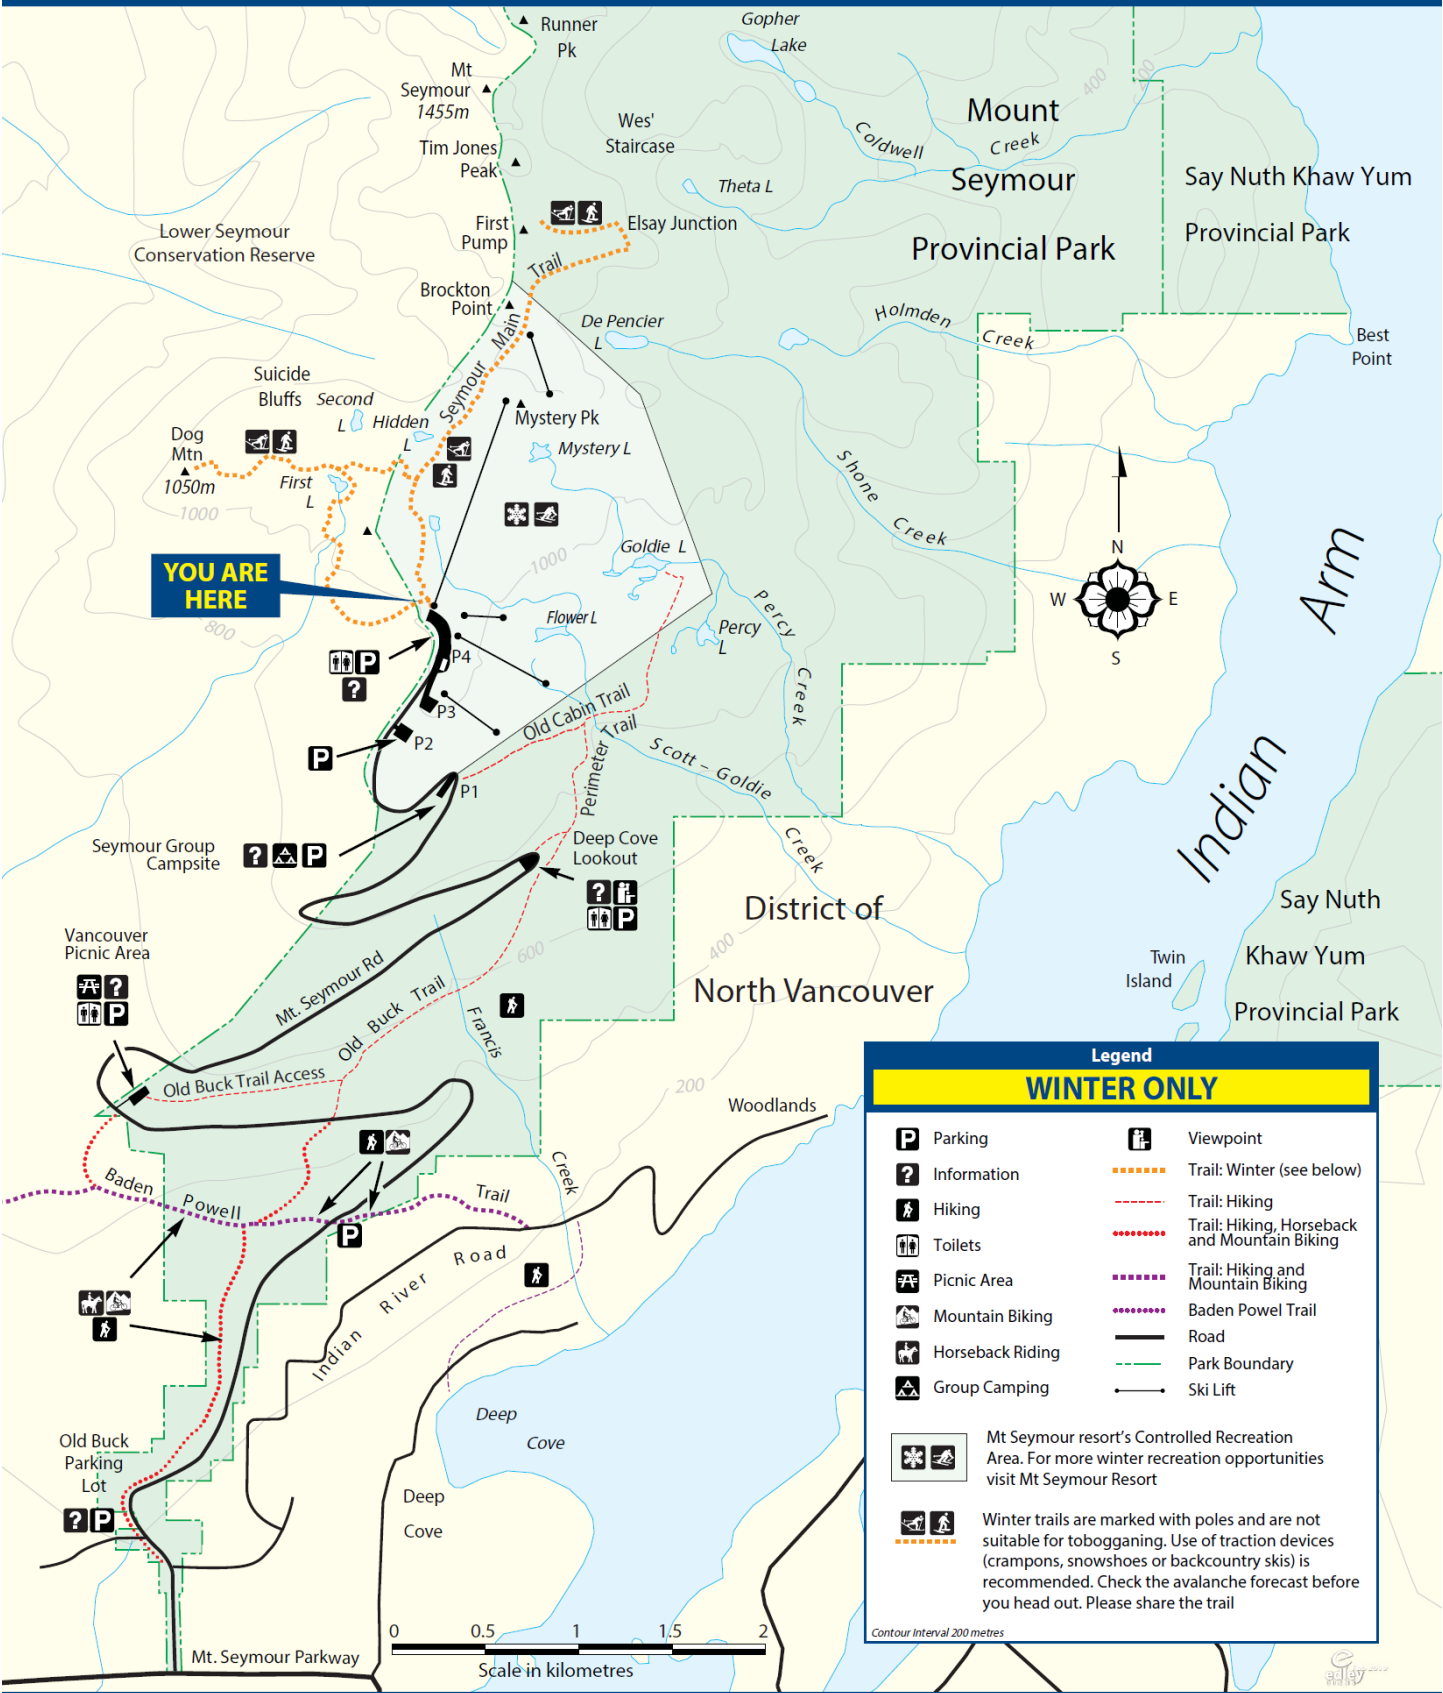 Runner
Pk
Gopher
Lake
Mt
Seymour
1455m
Wes'
Staircase
Tim Jones
Peak
Coldwell
Creek
400
200
Mount
Seymour
Provincial Park
Say Nuth Khaw Yum
Provincial Park
Theta L
First
Pump
Elsay Junction
Lower Seymour
Conservation Reserve
Trail
Brockton
Point
Main
Seymour
De Pencier
L
Holmden
Creek
Best
Point
Suicide
Bluffs
Second
L
Hidden
L
Mystery Pk
Mystery L
Dog
Mtn
1050m
First
L
1000
Shone
Creek
N
W
E
S
Arm
Indian
YOU ARE
HERE
1000
Goldie L
800
Flower L
Percy
Creek
Percy
L
P4
P
?
P3
P2
P
P1
Old Cabin Trail
Perimeter Trail
Scott – Goldie
Creek
Seymour Group
Campsite
?
P
Deep Cove
Lookout
?
P
District of
North Vancouver
400
600
Say Nuth
Khaw Yum
Provincial Park
Twin
Island
Vancouver
Picnic Area
?
P
Mt. Seymour Rd
Old Buck Trail
Francis
Creek
Old Buck Trail Access
200
Woodlands
Baden
Powell
Trail
P
Indian River Road
Old Buck
Parking
Lot
? P
Deep
Cove
Deep
Cove
Mt. Seymour Parkway
0 0.5 1 1.5 2
Scale in kilometres
Legend
WINTER ONLY
P Parking
? Information
Hiking
Toilets
Picnic Area
Mountain Biking
Horseback Riding
Group Camping
Viewpoint
Trail: Winter (see below)
Trail: Hiking
Trail: Hiking, Horseback
and Mountain Biking
Trail: Hiking and
Mountain Biking
Baden Powel Trail
Road
Park Boundary
Ski Lift
Mt Seymour resort's Controlled Recreation
Area. For more winter recreation opportunities
visit Mt Seymour Resort
Winter trails are marked with poles and are not
suitable for tobogganing. Use of traction devices
(crampons, snowshoes or backcountry skis) is
recommended. Check the avalanche forecast before
you head out. Please share the trail
Contour Interval 200 metres